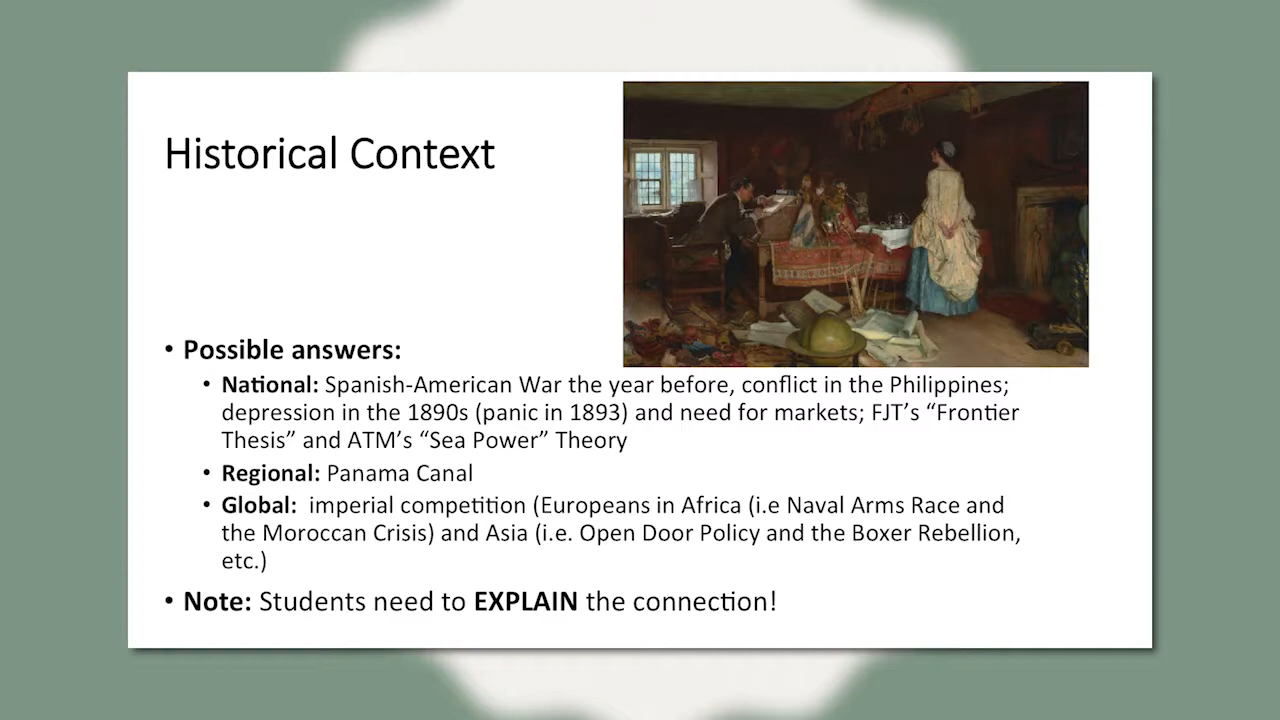 Historical Context
• Possible answers:
• National: Spanish-American War the year before, conflict in the Philippines;
depression in the 1890s (panic in 1893) and need for markets; FJT’s “Frontier
Thesis” and ATM’s “Sea Power” Theory
• Regional: Panama Canal
• Global:  imperial competition (Europeans in Africa (i.e Naval Arms Race and
the Moroccan Crisis) and Asia (i.e. Open Door Policy and the Boxer Rebellion,
etc.)
• Note: Students need to EXPLAIN the connection!